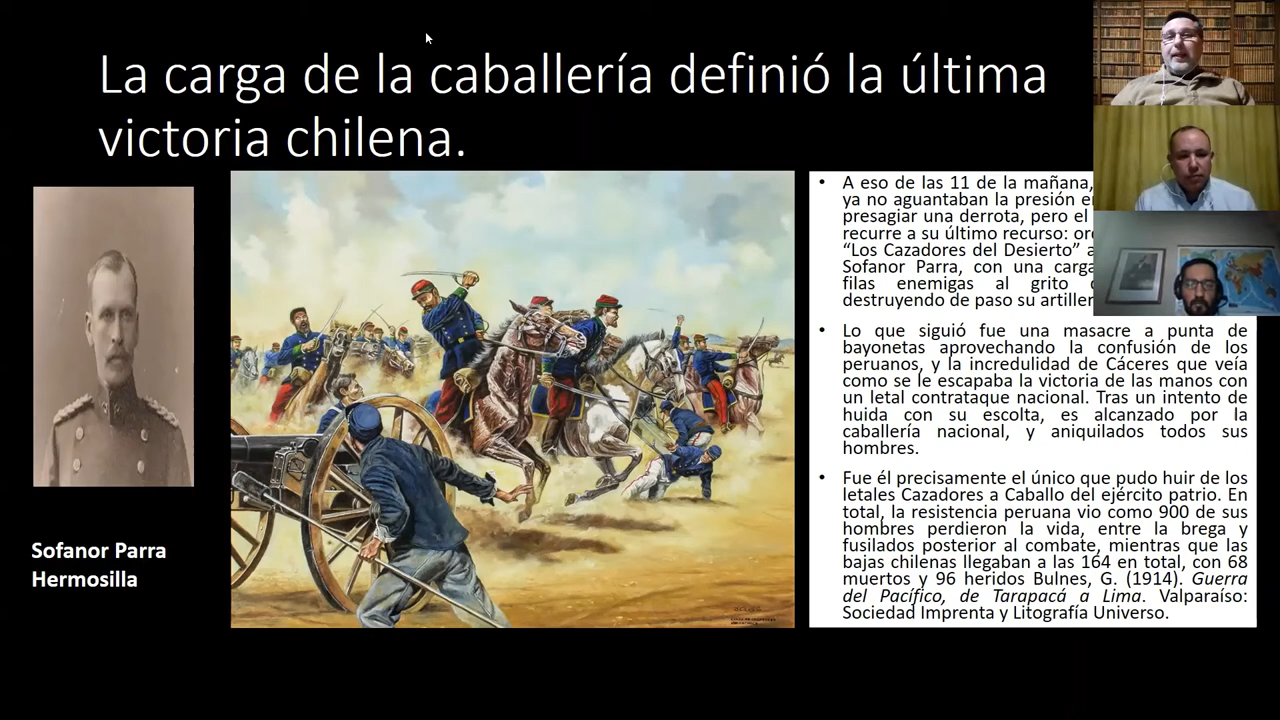 La carga de la caballería definió la última
victoria chilena.
Sofanor Parra
Hermosilla
• A eso de las 11 de la mañana,
ya no aguantaban la presión
presagiar una derrota, pero el
recurre a su último recurso:
“Los Cazadores del Desierto”
Sofanor Parra, con una
filas enemigas al grito
destruyendo de paso su
• Lo que siguió fue una masacre a punta de
bayonetas aprovechando la confusión de los
peruanos, y la incredulidad de Cáceres que veía
como se le escapaba la victoria de las manos con
un letal contrataque nacional. Tras un intento de
huida con su escolta, es alcanzado por la
caballería nacional, y aniquilados todos sus
hombres.
• Fue él precisamente el único que pudo huir de los
letales Cazadores a Caballo del ejército patrio. En
total, la resistencia peruana vio como 900 de sus
hombres perdieron la vida, entre la brega y
fusilados posterior al combate, mientras que las
bajas chilenas llegaban a las 164 en total, con 68
muertos y 96 heridos Bulnes, G. (1914). Guerra
del Pacífico, de Tarapacá a Lima. Valparaíso:
Sociedad Imprenta y Litografía Universo.